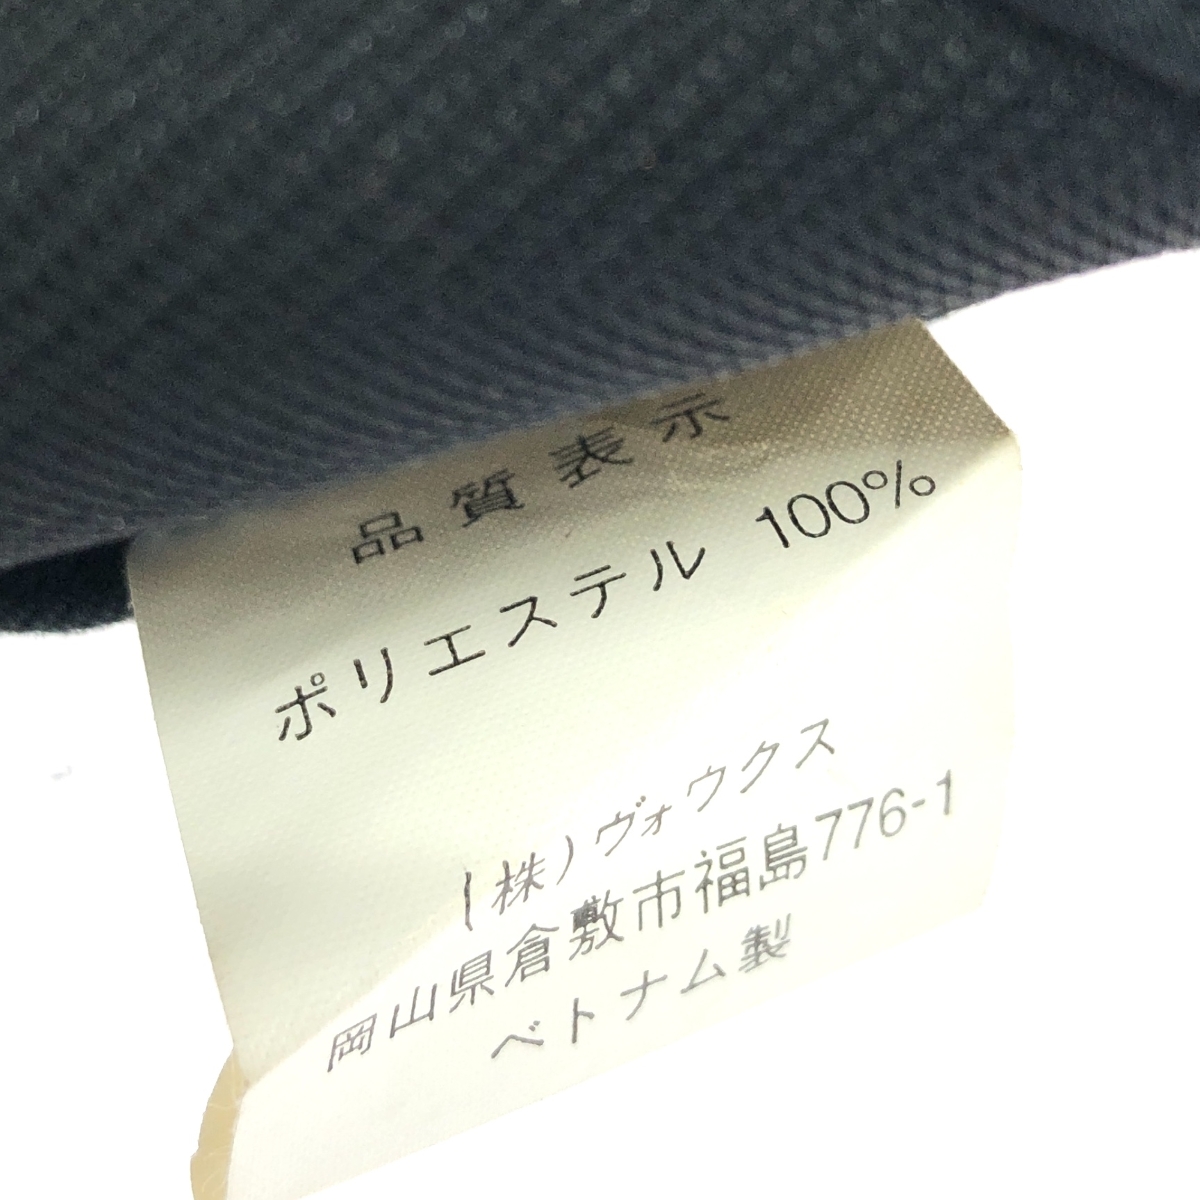 品質表示
ポリエステル 100%
(株)ヴォウクス
岡山県倉敷市福島776-1
ベトナム製